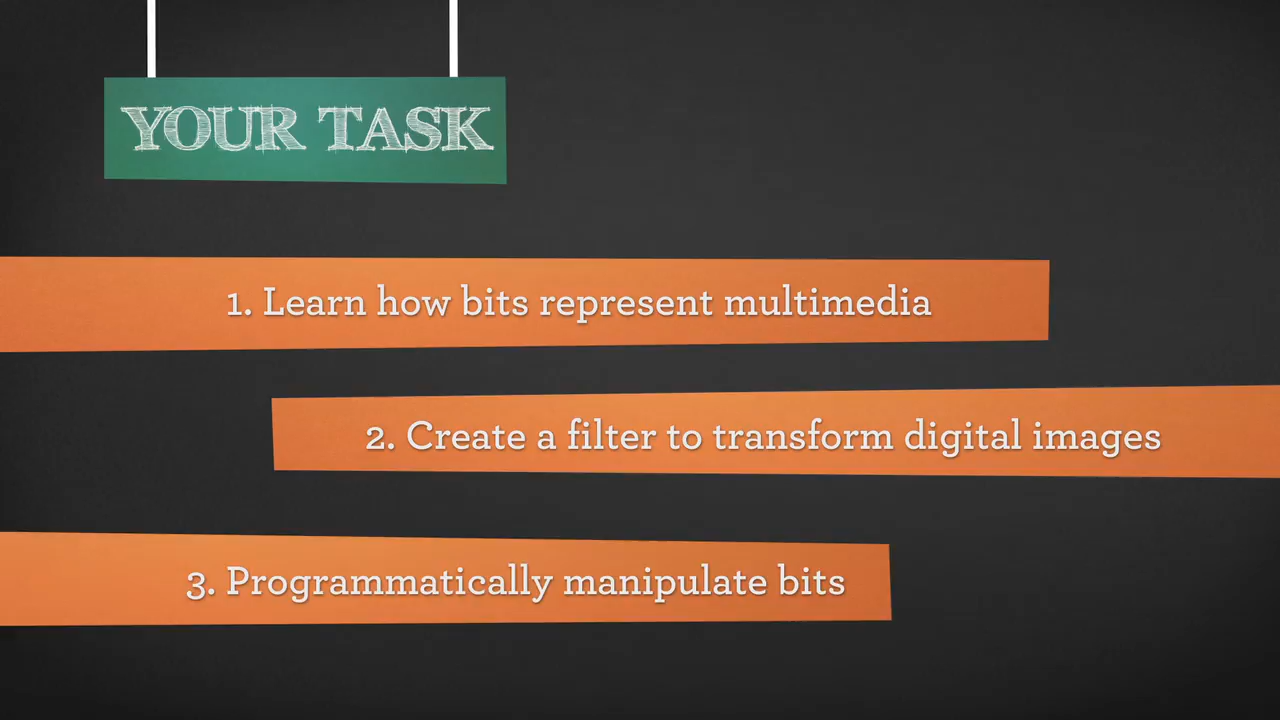 YOUR TASK
1. Learn how bits represent multimedia
2. Create a filter to transform digital images
3. Programmatically manipulate bits